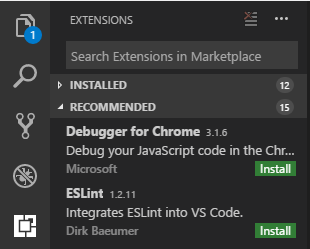 EXTENSIONS
1
Search Extensions in Marketplace
INSTALLED 12
RECOMMENDED 15
Debugger for Chrome 3.1.6
Debug your JavaScript code in the Chr...
Microsoft Install
ESLint 1.2.11
Integrates ESLint into VS Code.
Dirk Baeumer Install